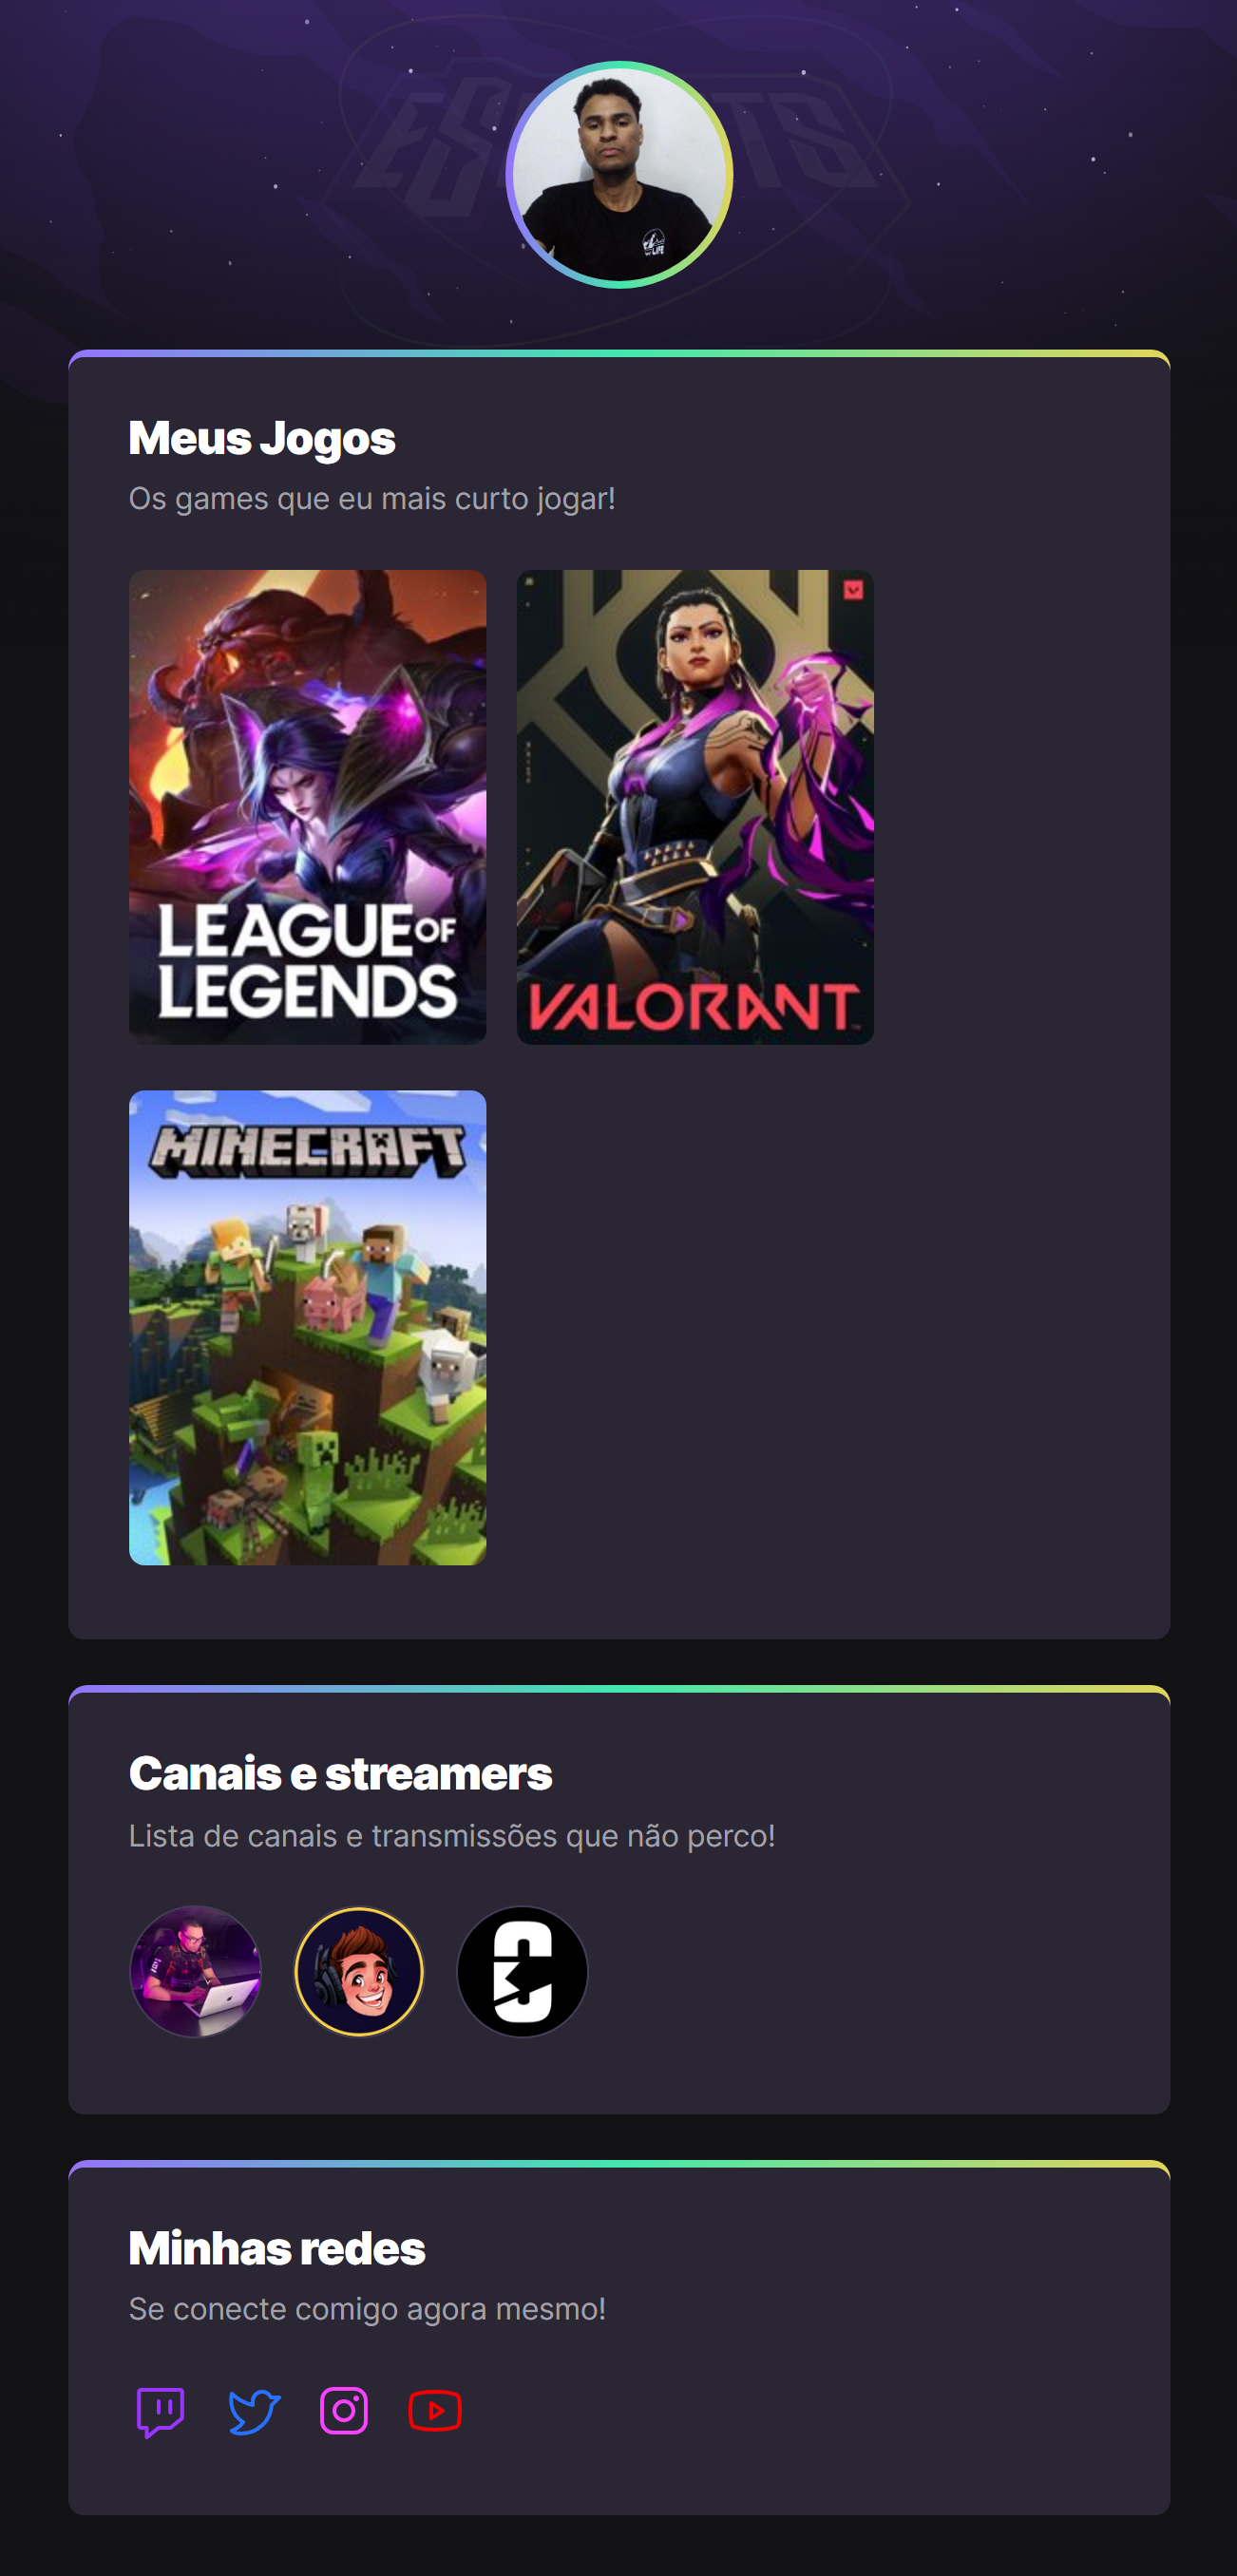 Meus Jogos
Os games que eu mais curto jogar!
LEAGUE OF
LEGENDS
VALORANT
MINECRAFT
Canais e streamers
Lista de canais e transmissões que não perco!
Minhas redes
Se conecte comigo agora mesmo!